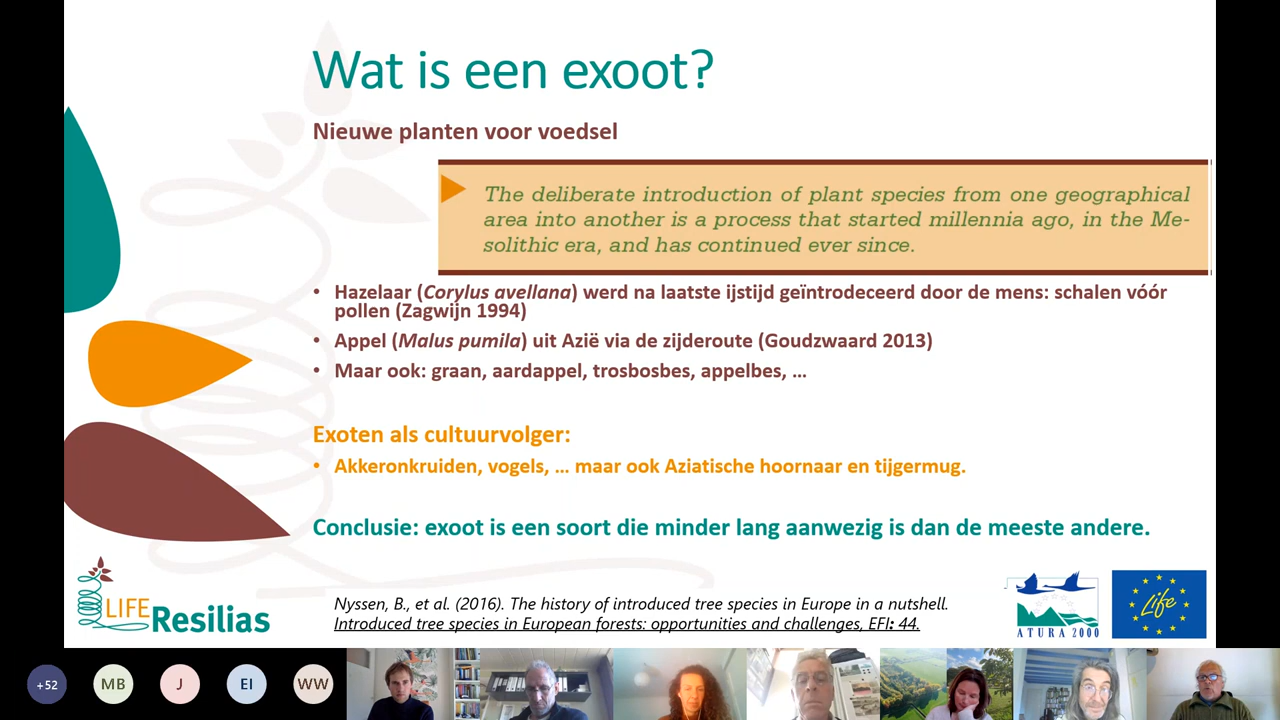 Wat is een exoot?
Nieuwe planten voor voedsel
The deliberate introduction of plant species from one geographical
area into another is a process that started millennia ago, in the Me-
solithic era, and has continued ever since.
• Hazelaar (Corylus avellana) werd na laatste ijstijd geïntrodeceerd door de mens: schalen vóór
pollen (Zagwijn 1994)
• Appel (Malus pumila) uit Azië via de zijderoute (Goudzwaard 2013)
• Maar ook: graan, aardappel, trosbosbes, appelbes, …
Exoten als cultuurvolger:
• Akkeronkruiden, vogels, … maar ook Aziatische hoornaar en tijgermug.
Conclusie: exoot is een soort die minder lang aanwezig is dan de meeste andere.
Nyssen, B., et al. (2016). The history of introduced tree species in Europe in a nutshell.
Introduced tree species in European forests: opportunities and challenges, EFI: 44.
LIFE
Resilias
ATURA 2000
Life
+52
MB
J
EI
WW